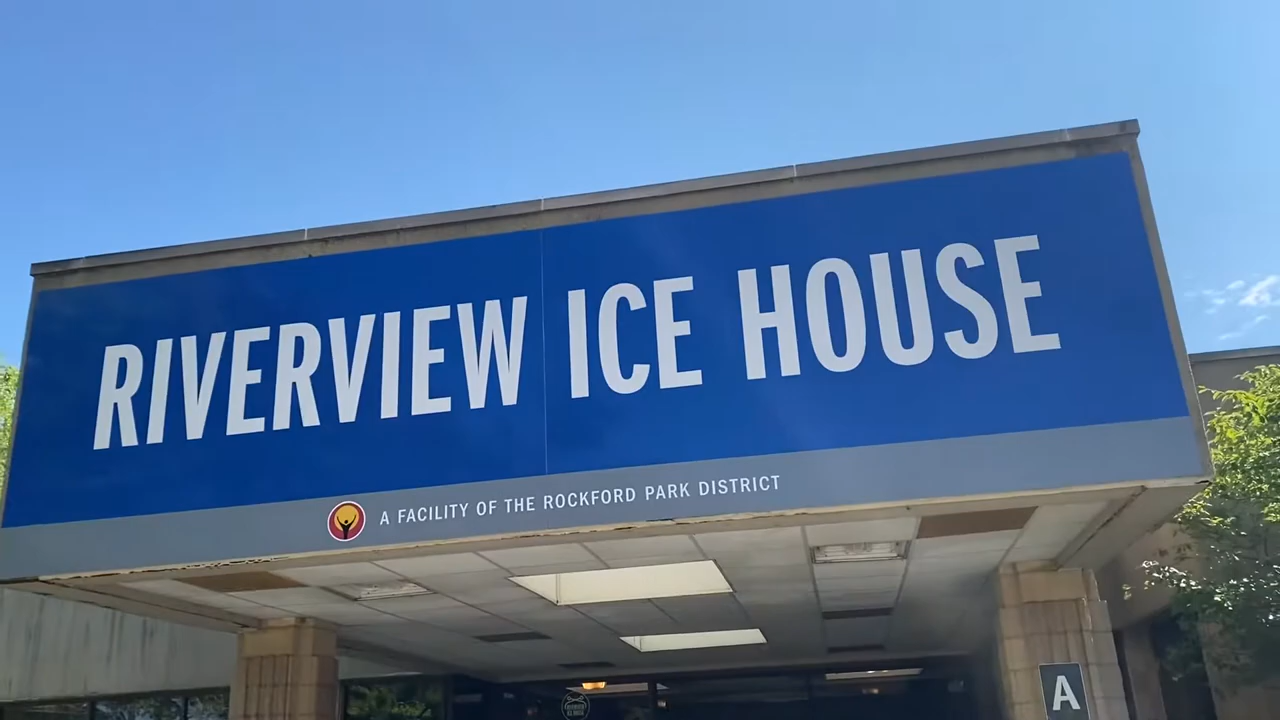 RIVERVIEW ICE HOUSE
A FACILITY OF THE ROCKFORD PARK DISTRICT
A